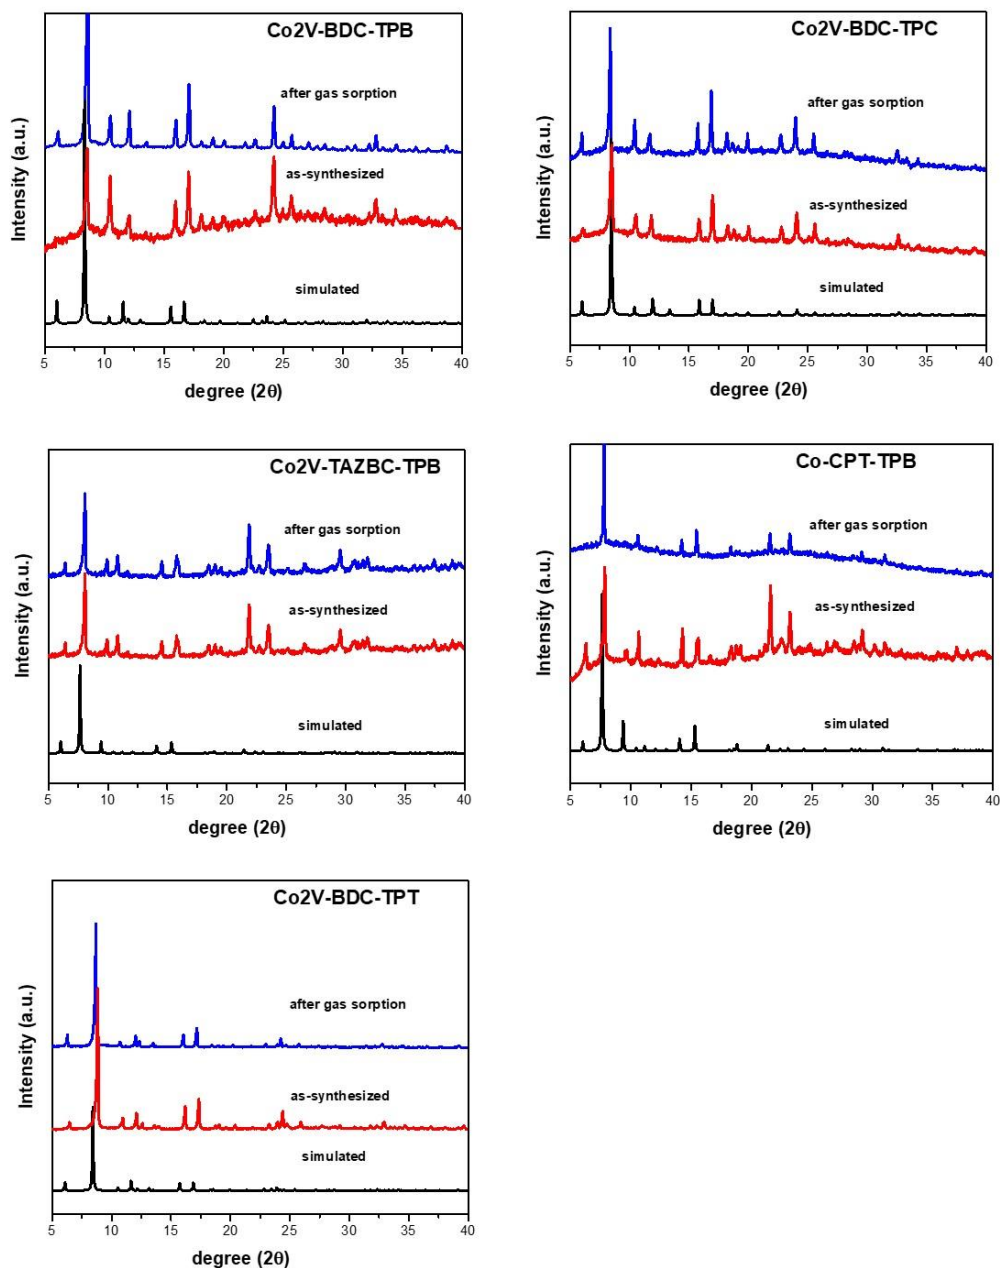 Co2V-BDC-TPB
after gas sorption
as-synthesized
simulated
Intensity (a.u.)
5 10 15 20 25 30 35 40
degree (2θ)
Co2V-BDC-TPC
after gas sorption
as-synthesized
simulated
Intensity (a.u.)
5 10 15 20 25 30 35 40
degree (2θ)
Co2V-TAZBC-TPB
after gas sorption
as-synthesized
simulated
Intensity (a.u.)
5 10 15 20 25 30 35 40
degree (2θ)
Co-CPT-TPB
after gas sorption
as-synthesized
simulated
Intensity (a.u.)
5 10 15 20 25 30 35 40
degree (2θ)
Co2V-BDC-TPT
after gas sorption
as-synthesized
simulated
Intensity (a.u.)
5 10 15 20 25 30 35 40
degree (2θ)